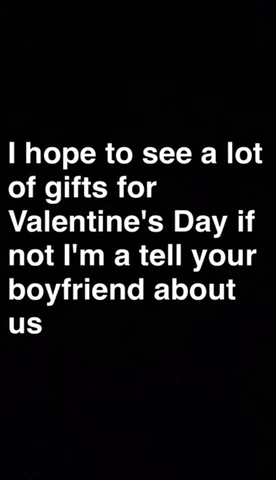 I hope to see a lot
of gifts for
Valentine's Day if
not I'm a tell your
boyfriend about
us